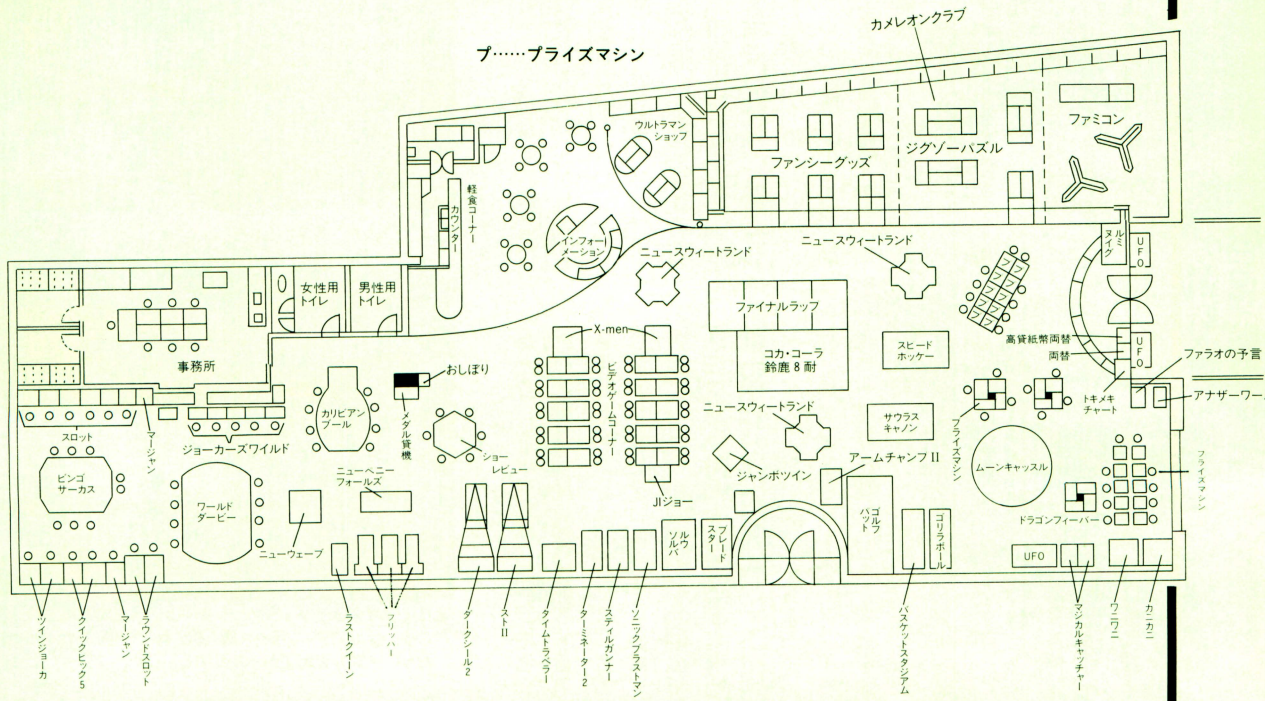 プ……プライズマシン
カメレオンクラブ
ウルトラマン
ショップ
ファンシーグッズ
ジグソーパズル
ファミコン
軽食コーナー
カウンター
インフォー
メーション
ニュースウィートランド
ニュースウィートランド
ヌイグルミ
UFO
女性用
トイレ
男性用
トイレ
事務所
ファイナルラップ
プ
プ
プ
プ
プ
プ
プ
プ
プ
プ
X-men
コカ・コーラ
鈴鹿8耐
スピード
ホッケー
高貸紙幣両替
両替
UFO
ファラオの予言
アナザーワー
トキメキ
チャート
おしぼり
メダル貸機
カリビアン
プール
ビデオゲームコーナー
ニュースウィートランド
サウラス
キャノン
プライズマシン
ムーンキャッスル
スロット
マージャン
ジョーカーズワイルド
ショー
レビュー
ニューペニー
フォールズ
ジャンボツイン
アームチャンプII
JIジョー
ビンゴ
サーカス
ワールド
ダービー
ニューウェーブ
プライズマシン
ドラゴンフィーバー
ソルバルウ
ブレードスター
ゴルフパット
ゴリラボール
UFO
ツインジョーカ
クイックピック5
マージャン
ラウンドスロット
ラストクイーン
フリッパー
ダークシール2
ストII
タイムトラベラー
ターミネーター2
スティルガンナー
ソニックブラストマン
バスケットスタジアム
マジカルキャッチャー
ワニワニ
カニカニ